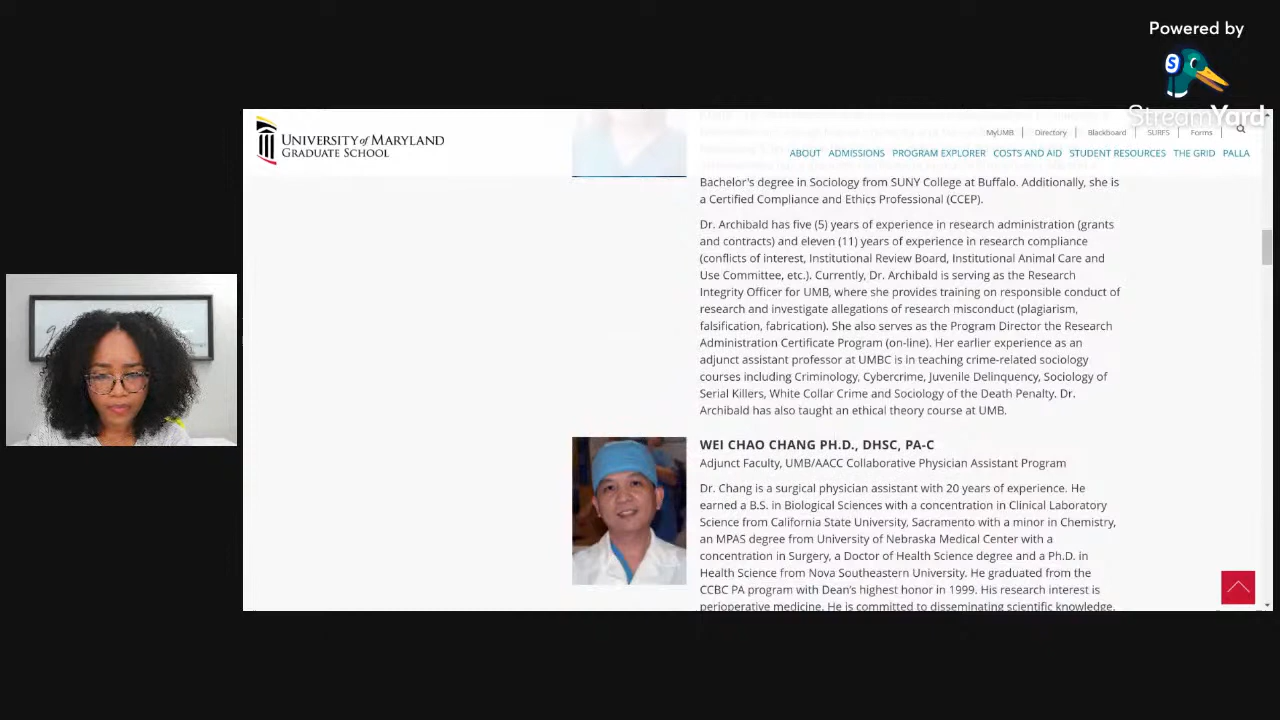 Powered by
S
StreamYard
UNIVERSITY of MARYLAND
GRADUATE SCHOOL
MyUMB | Directory | Blackboard | SURFS | Forms |
ABOUT ADMISSIONS PROGRAM EXPLORER COSTS AND AID STUDENT RESOURCES THE GRID PALLA
Bachelor's degree in Sociology from SUNY College at Buffalo. Additionally, she is
a Certified Compliance and Ethics Professional (CCEP).
Dr. Archibald has five (5) years of experience in research administration (grants
and contracts) and eleven (11) years of experience in research compliance
(conflicts of interest, Institutional Review Board, Institutional Animal Care and
Use Committee, etc.). Currently, Dr. Archibald is serving as the Research
Integrity Officer for UMB, where she provides training on responsible conduct of
research and investigate allegations of research misconduct (plagiarism,
falsification, fabrication). She also serves as the Program Director the Research
Administration Certificate Program (on-line). Her earlier experience as an
adjunct assistant professor at UMBC is in teaching crime-related sociology
courses including Criminology, Cybercrime, Juvenile Delinquency, Sociology of
Serial Killers, White Collar Crime and Sociology of the Death Penalty. Dr.
Archibald has also taught an ethical theory course at UMB.
WEI CHAO CHANG PH.D., DHSC, PA-C
Adjunct Faculty, UMB/AACC Collaborative Physician Assistant Program
Dr. Chang is a surgical physician assistant with 20 years of experience. He
earned a B.S. in Biological Sciences with a concentration in Clinical Laboratory
Science from California State University, Sacramento with a minor in Chemistry,
an MPAS degree from University of Nebraska Medical Center with a
concentration in Surgery, a Doctor of Health Science degree and a Ph.D. in
Health Science from Nova Southeastern University. He graduated from the
CCBC PA program with Dean's highest honor in 1999. His research interest is
perioperative medicine. He is committed to disseminating scientific knowledge,